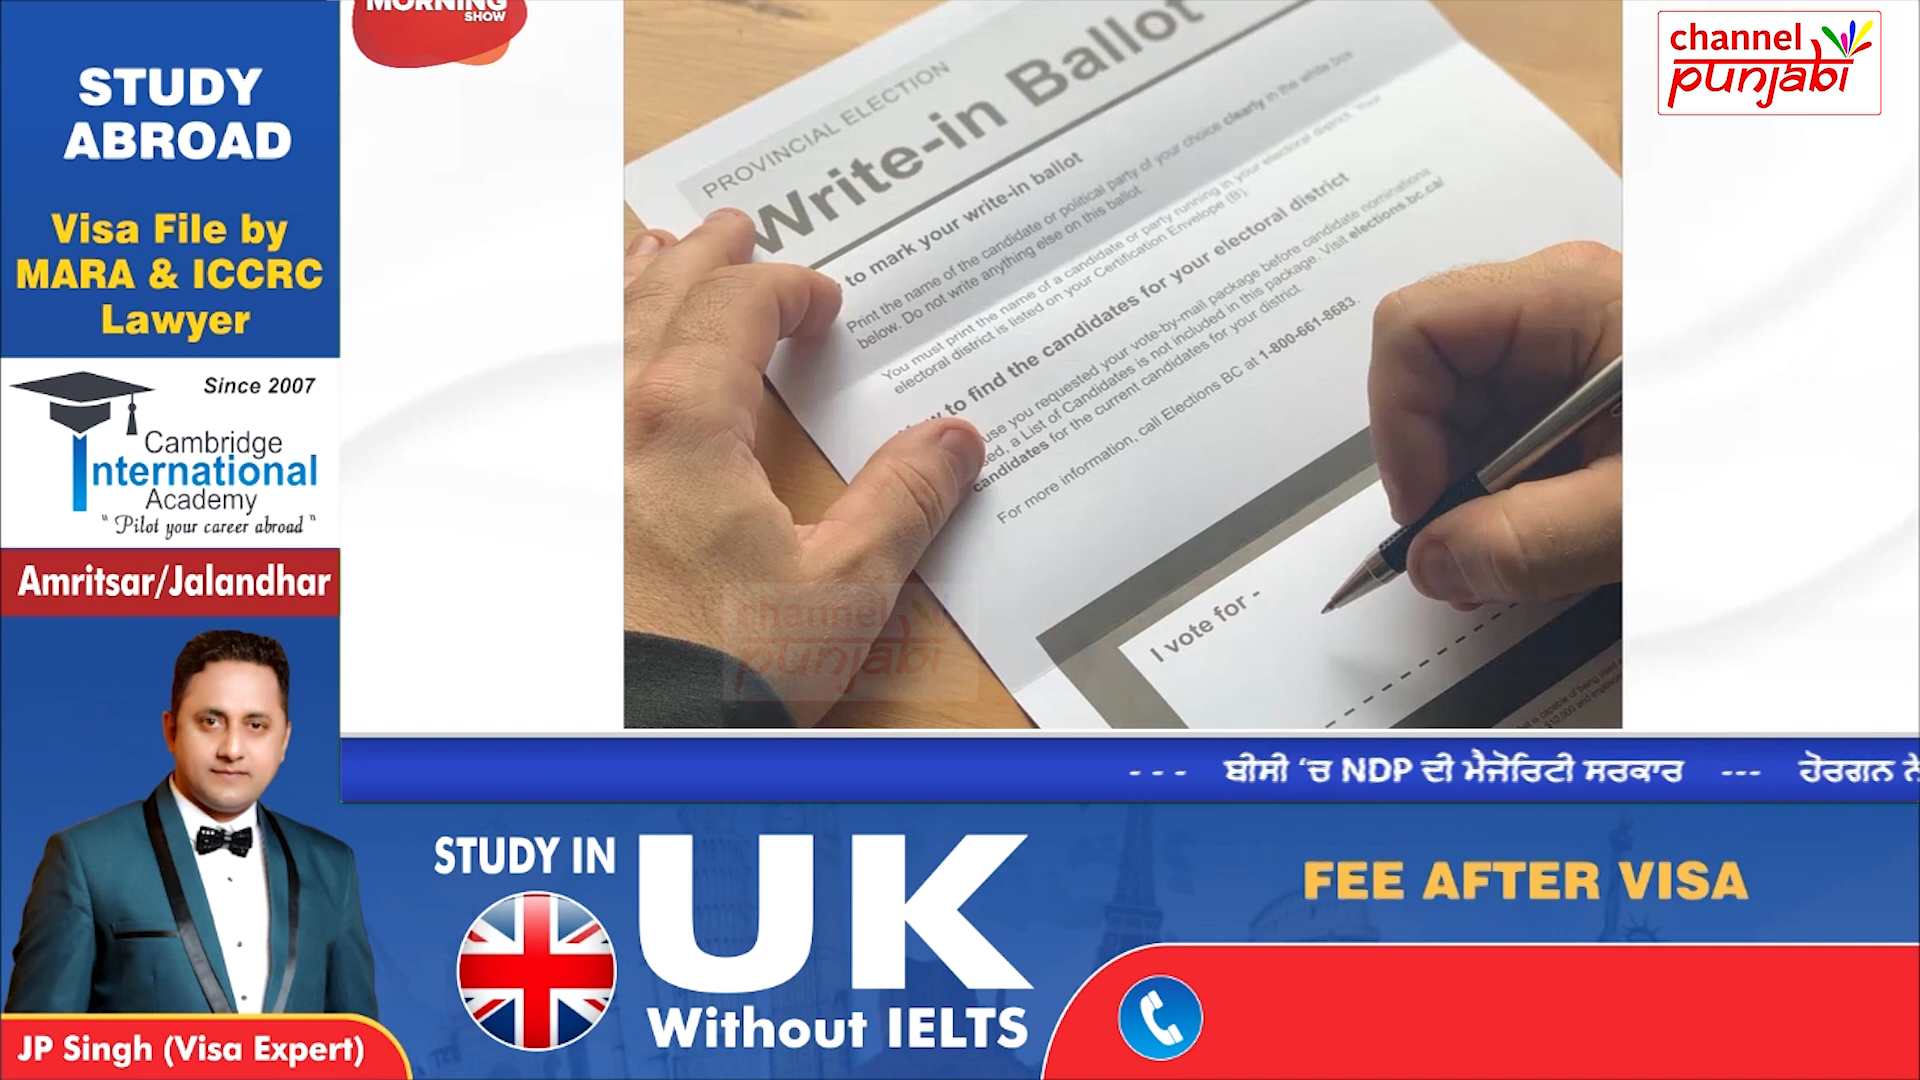 STUDY
ABROAD
Visa File by
MARA & ICCRC
Lawyer
Since 2007
Cambridge
International
Academy
" Pilot your career abroad "
Amritsar/Jalandhar
JP Singh (Visa Expert)
MORNING
SHOW
channel
punjabi
PROVINCIAL ELECTION
Write-in Ballot
to mark your write-in ballot
Print the name of the candidate or political party of your choice clearly in the white box
below. Do not write anything else on this ballot.
You must print the name of a candidate or party running in your electoral district. Your
electoral district is listed on your Certification Envelope (B).
to find the candidates for your electoral district
use you requested your vote-by-mail package before candidate nominations
a List of Candidates is not included in this package. Visit elections.bc.ca/
candidates for the current candidates for your district.
For more information, call Elections BC at 1-800-661-8683.
I vote for -
channel
punjabi
--- ਬੀਸੀ ‘ਚ NDP ਦੀ ਮੈਜੋਰਿਟੀ ਸਰਕਾਰ --- ਹੋਰਗਨ ਨੇ
STUDY IN
UK
Without IELTS
FEE AFTER VISA